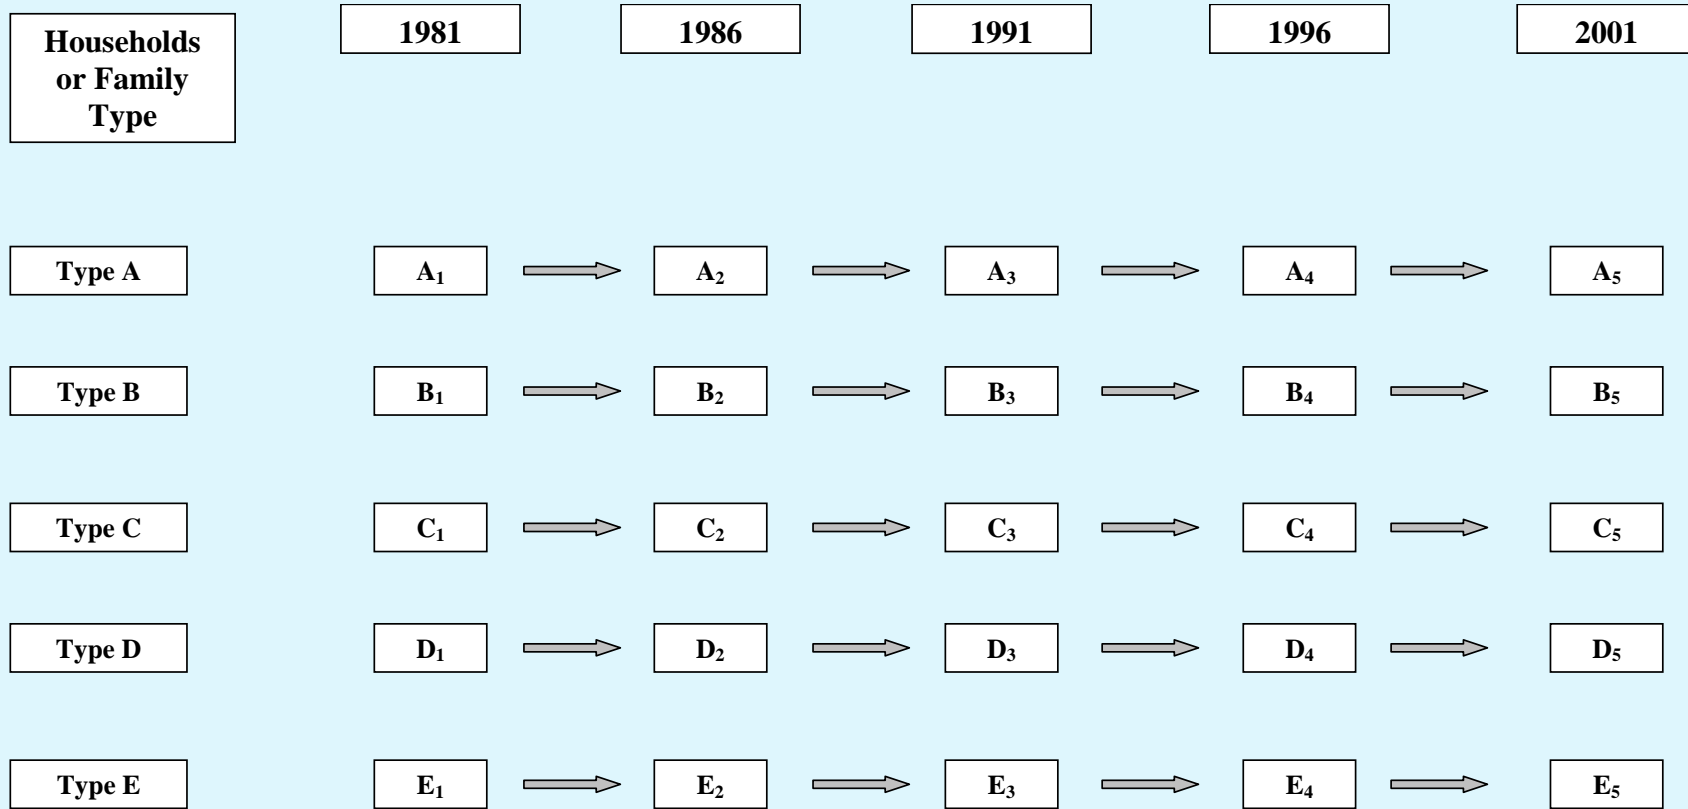 Households
or Family
Type
1981 1986 1991 1996 2001
Type A A₁ A₂ A₃ A₄ A₅
Type B B₁ B₂ B₃ B₄ B₅
Type C C₁ C₂ C₃ C₄ C₅
Type D D₁ D₂ D₃ D₄ D₅
Type E E₁ E₂ E₃ E₄ E₅